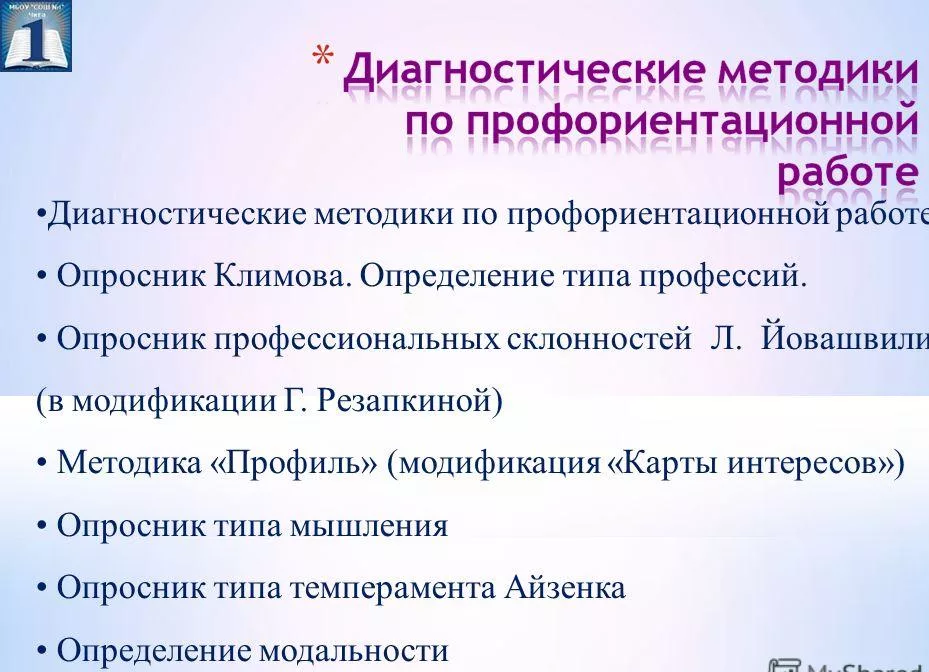 МБОУ "СОШ №1"
Чита
1
* Диагностические методики
по профориентационной
работе
•Диагностические методики по профориентационной работе
• Опросник Климова. Определение типа профессий.
• Опросник профессиональных склонностей Л. Йовашвили
(в модификации Г. Резапкиной)
• Методика «Профиль» (модификация «Карты интересов»)
• Опросник типа мышления
• Опросник типа темперамента Айзенка
• Определение модальности
MyShared